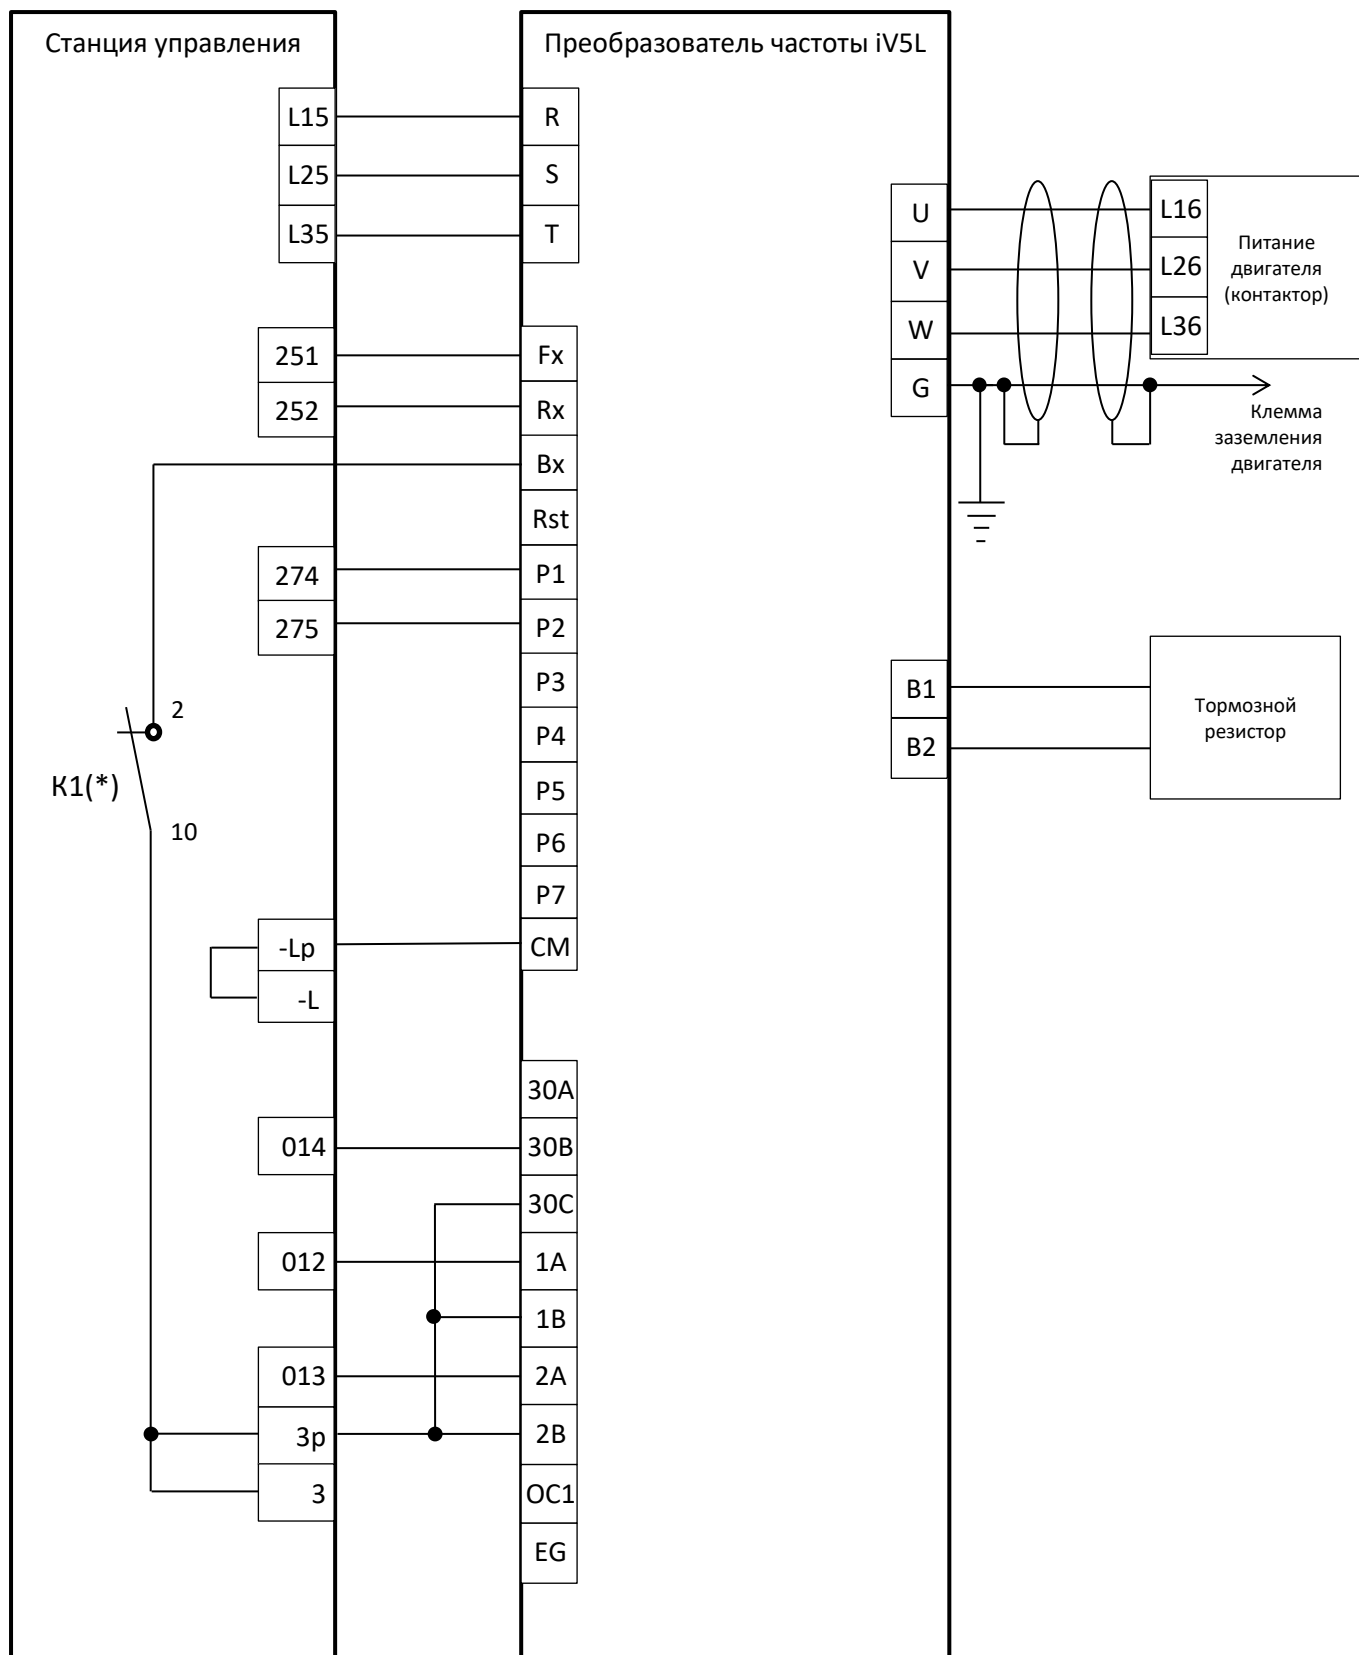 Станция управления
Преобразователь частоты iV5L
L15
R
L25
S
L35
T
U
L16
V
L26
W
L36
G
Питание
двигателя
(контактор)
Клемма
заземления
двигателя
251
Fx
252
Rx
Bx
Rst
274
P1
275
P2
P3
P4
P5
P6
P7
2
К1(*)
10
B1
B2
Тормозной
резистор
-Lp
CM
-L
30A
014
30B
30C
012
1A
1B
013
2A
3p
2B
3
OC1
EG